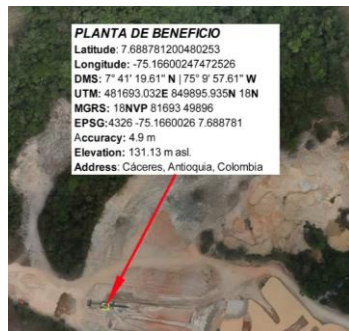 PLANTA DE BENEFICIO
Latitude: 7.688781200480253
Longitude: -75.16600247472526
DMS: 7° 41' 19.61" N | 75° 9' 57.61" W
UTM: 481693.032E 849895.935N 18N
MGRS: 18NVP 81693 49896
EPSG:4326 -75.1660026 7.688781
Accuracy: 4.9 m
Elevation: 131.13 m asl.
Address: Cáceres, Antioquia, Colombia